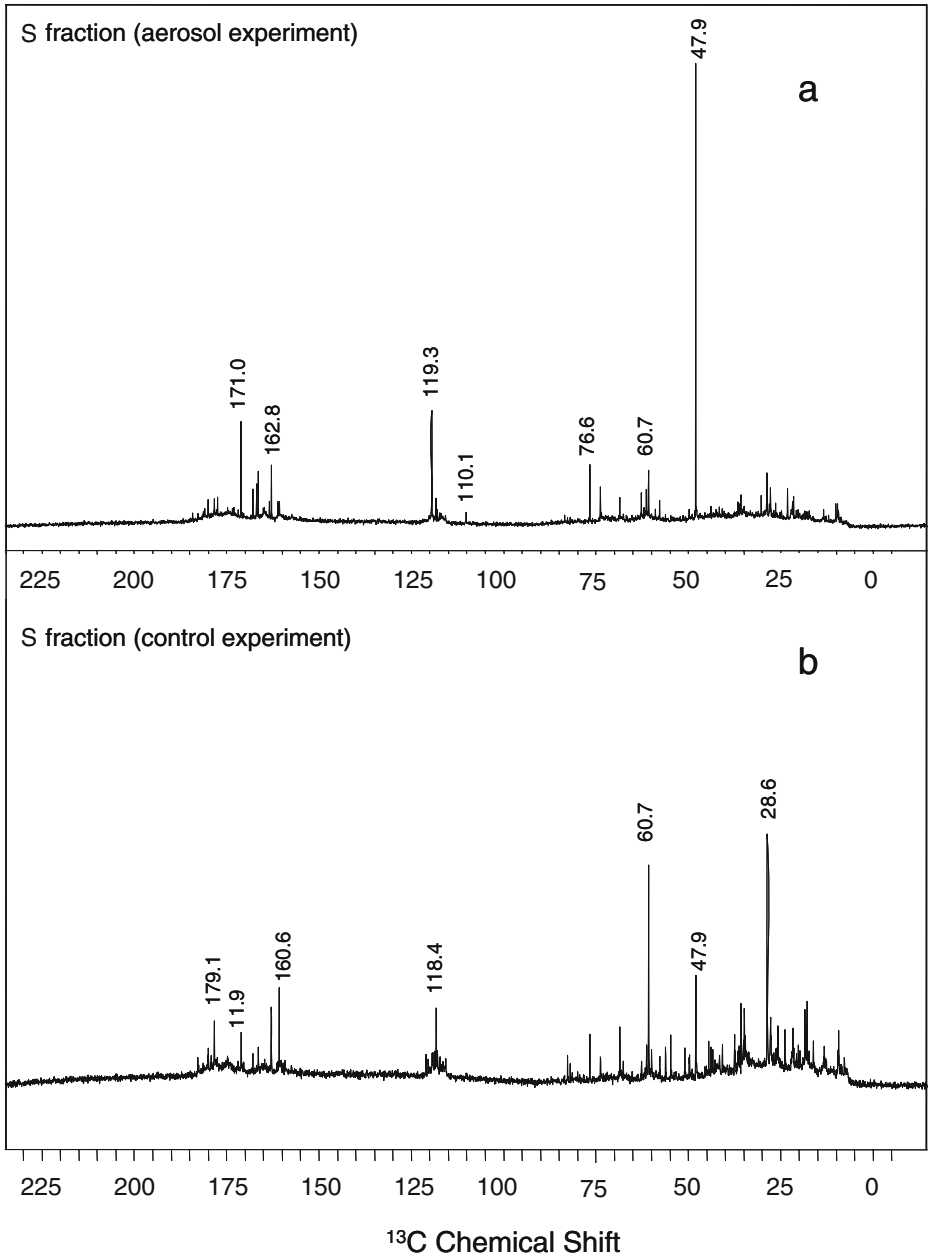 S fraction (aerosol experiment)
a
47.9
171.0
162.8
119.3
110.1
76.6
60.7
225 200 175 150 125 100 75 50 25 0
S fraction (control experiment)
b
179.1
11.9
160.6
118.4
60.7
47.9
28.6
225 200 175 150 125 100 75 50 25 0
¹³C Chemical Shift